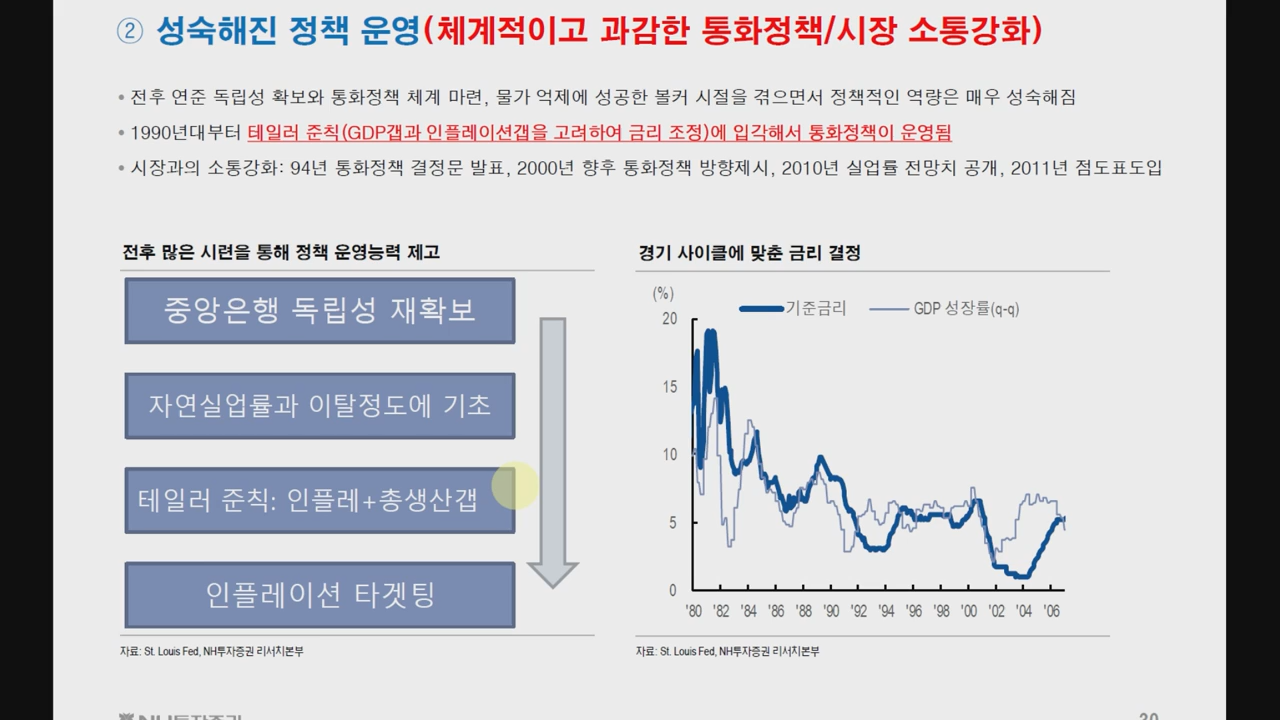 ② 성숙해진 정책 운영(체계적이고 과감한 통화정책/시장 소통강화)
• 전후 연준 독립성 확보와 통화정책 체계 마련, 물가 억제에 성공한 볼커 시절을 겪으면서 정책적인 역량은 매우 성숙해짐
• 1990년대부터 테일러 준칙(GDP갭과 인플레이션갭을 고려하여 금리 조정)에 입각해서 통화정책이 운영됨
• 시장과의 소통강화: 94년 통화정책 결정문 발표, 2000년 향후 통화정책 방향제시, 2010년 실업률 전망치 공개, 2011년 점도표도입
전후 많은 시련을 통해 정책 운영능력 제고
중앙은행 독립성 재확보
자연실업률과 이탈정도에 기초
테일러 준칙: 인플레+총생산갭
인플레이션 타겟팅
자료: St. Louis Fed, NH투자증권 리서치본부
경기 사이클에 맞춘 금리 결정
(%)
기준금리 GDP 성장률(q-q)
20
15
10
5
0
'80 '82 '84 '86 '88 '90 '92 '94 '96 '98 '00 '02 '04 '06
자료: St. Louis Fed, NH투자증권 리서치본부
NH투자증권